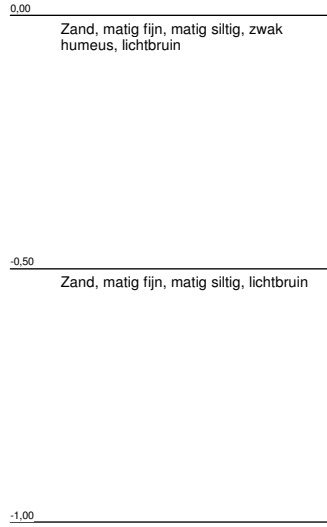 0,00
Zand, matig fijn, matig siltig, zwak
humeus, lichtbruin
-0,50
Zand, matig fijn, matig siltig, lichtbruin
-1,00